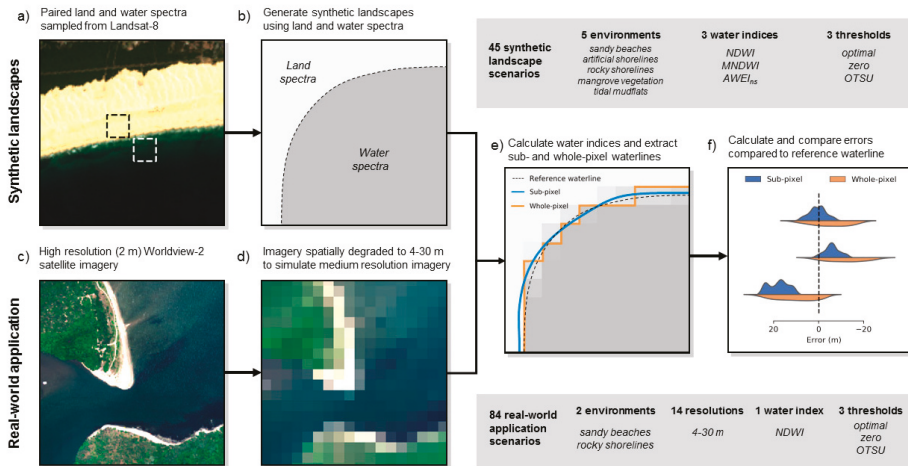 Synthetic landscapes
a) Paired land and water spectra
sampled from Landsat-8
b) Generate synthetic landscapes
using land and water spectra
Land
spectra
Water
spectra
45 synthetic
landscape
scenarios
5 environments
sandy beaches
artificial shorelines
rocky shorelines
mangrove vegetation
tidal mudflats
3 water indices
NDWI
MNDWI
AWEIns
3 thresholds
optimal
zero
OTSU
e) Calculate water indices and extract
sub- and whole-pixel waterlines
Reference waterline
Sub-pixel
Whole-pixel
f) Calculate and compare errors
compared to reference waterline
Sub-pixel
Whole-pixel
20
0
−20
Error (m)
Real-world application
c) High resolution (2 m) Worldview-2
satellite imagery
d) Imagery spatially degraded to 4-30 m
to simulate medium resolution imagery
84 real-world
application
scenarios
2 environments
sandy beaches
rocky shorelines
14 resolutions
4-30 m
1 water index
NDWI
3 thresholds
optimal
zero
OTSU